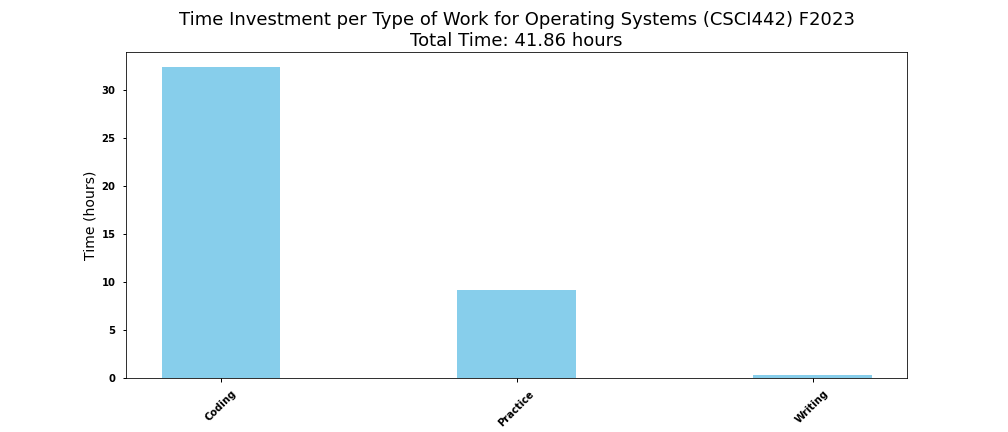 Time Investment per Type of Work for Operating Systems (CSCI442) F2023
Total Time: 41.86 hours
Time (hours)
30
25
20
15
10
5
0
Coding
Practice
Writing